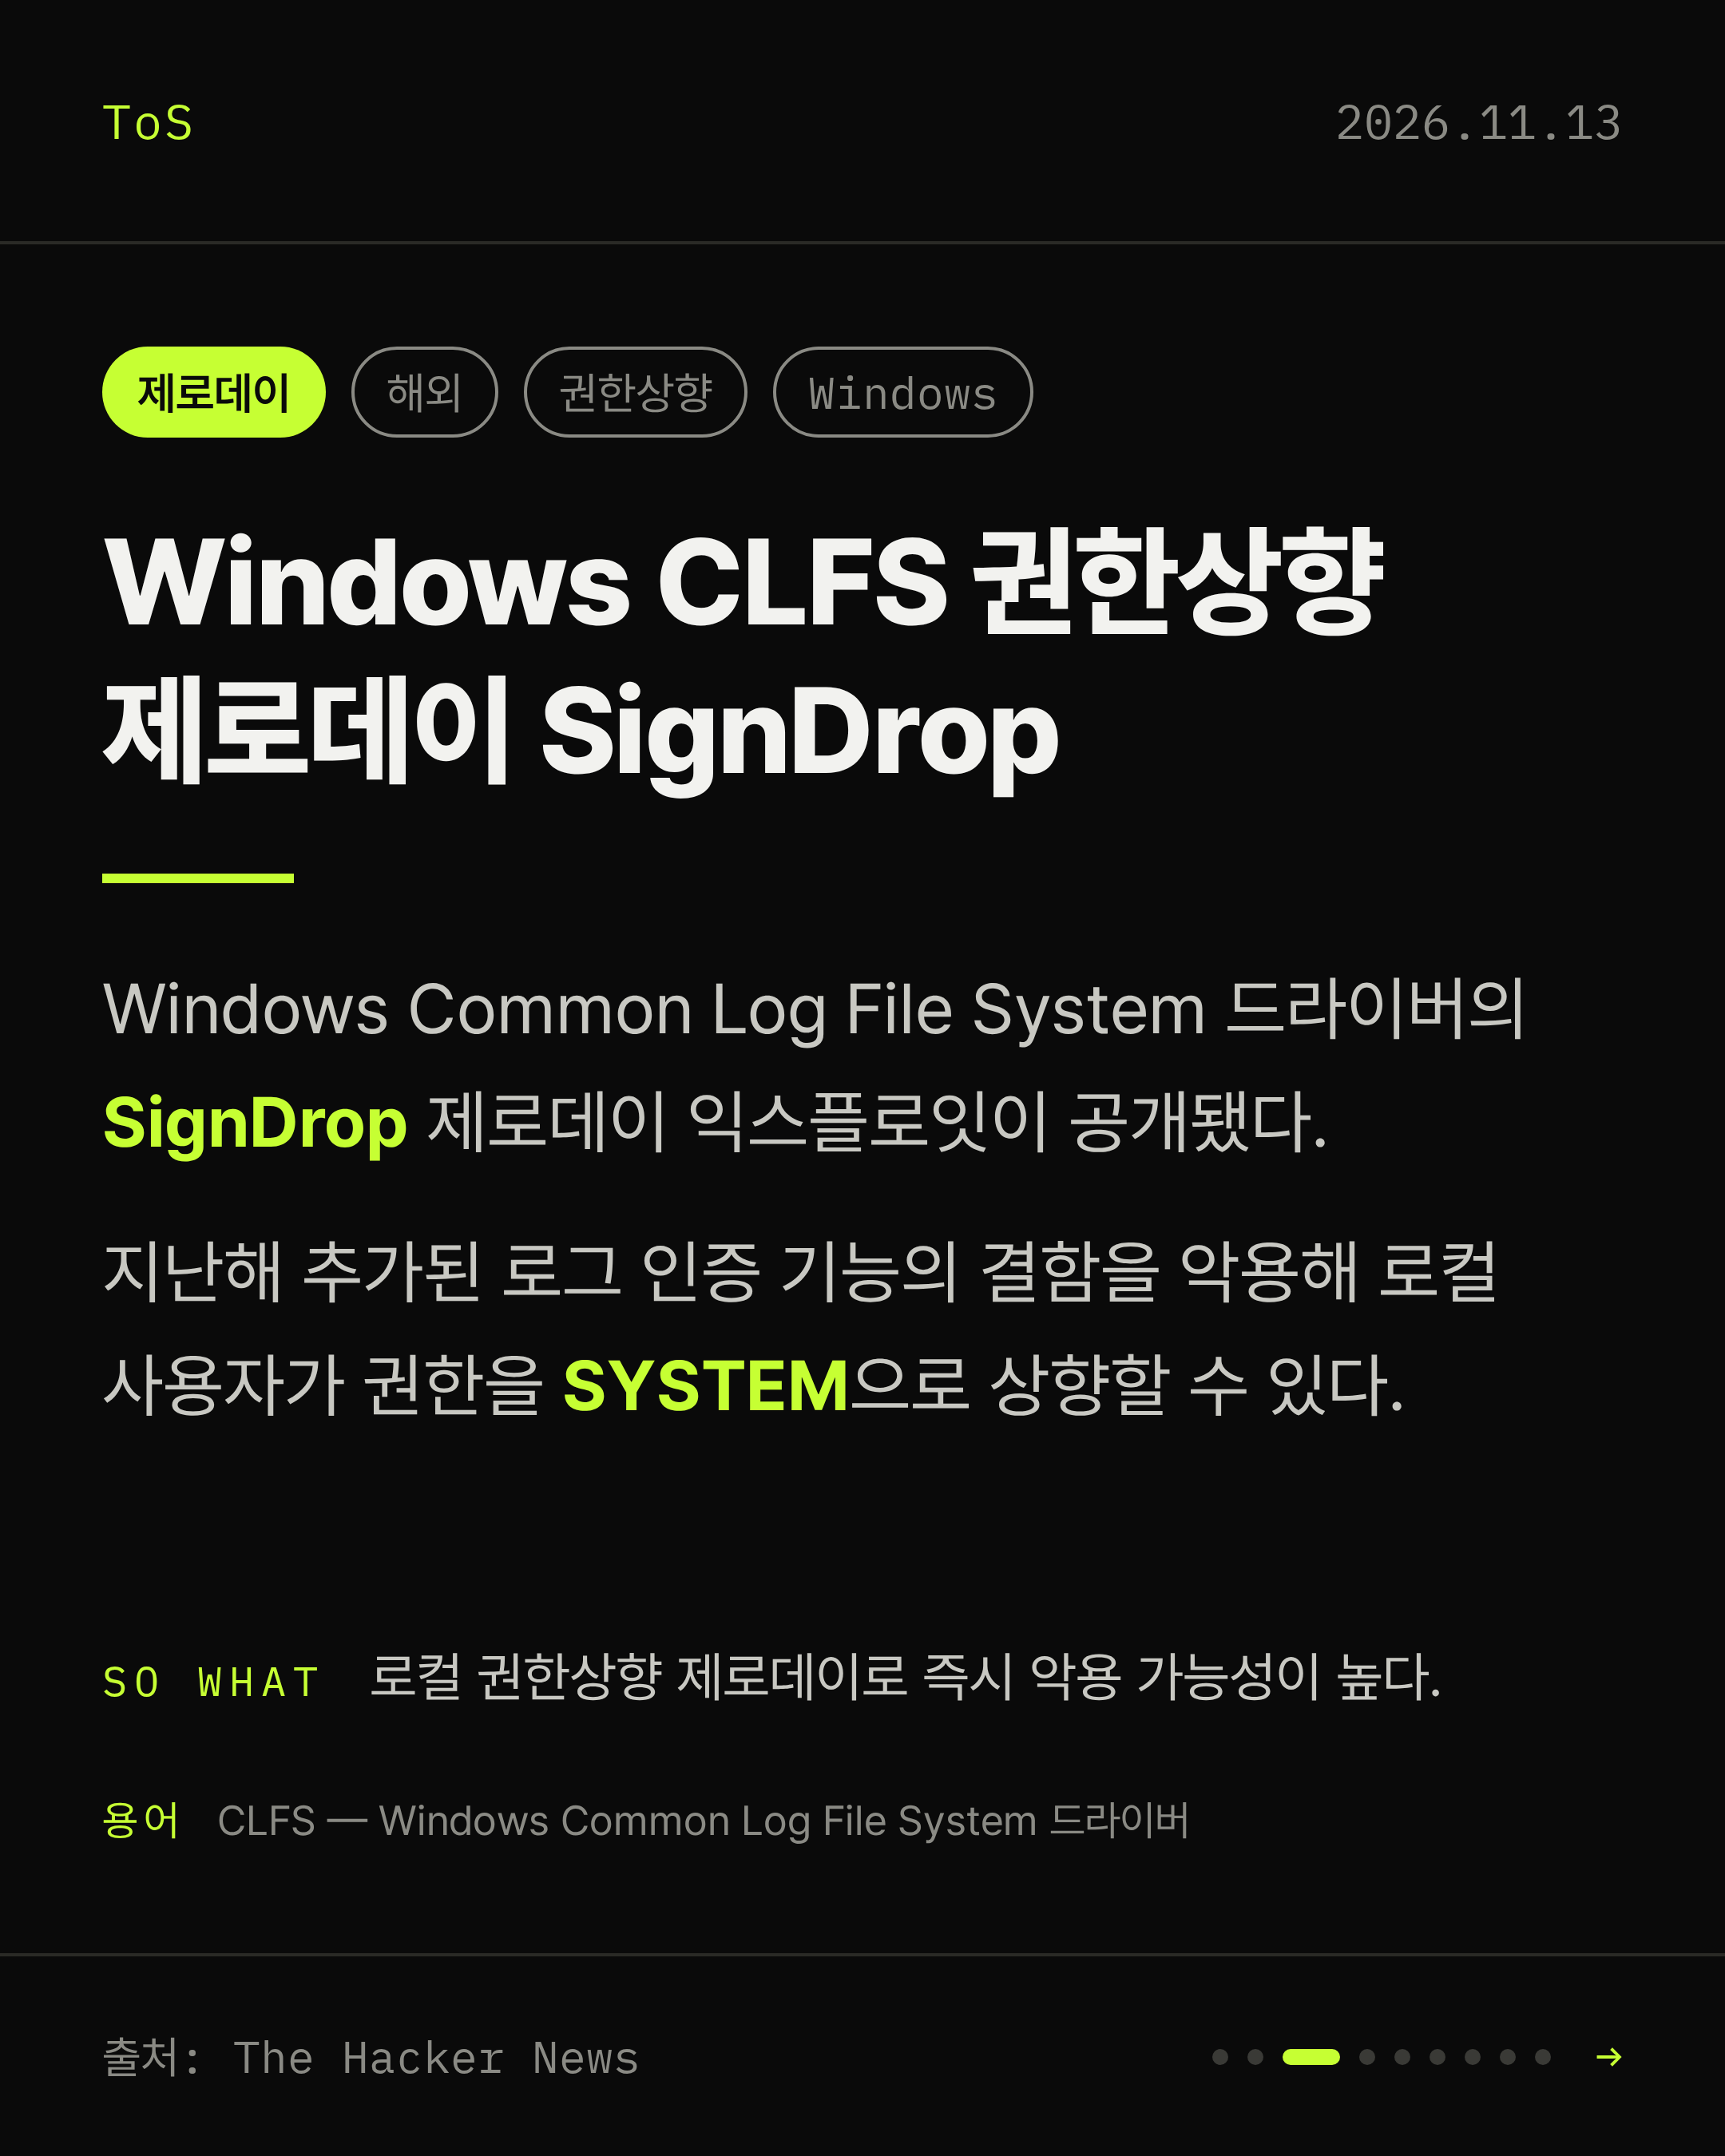 ToS
2026.11.13
제로데이 해외 권한상향 Windows
Windows CLFS 권한상향
제로데이 SignDrop
Windows Common Log File System 드라이버의
SignDrop 제로데이 익스플로잇이 공개됐다.
지난해 추가된 로그 인증 기능의 결함을 악용해 로컬
사용자가 권한을 SYSTEM으로 상향할 수 있다.
SO WHAT 로컬 권한상향 제로데이로 즉시 악용 가능성이 높다.
용어 CLFS — Windows Common Log File System 드라이버
출처: The Hacker News
→